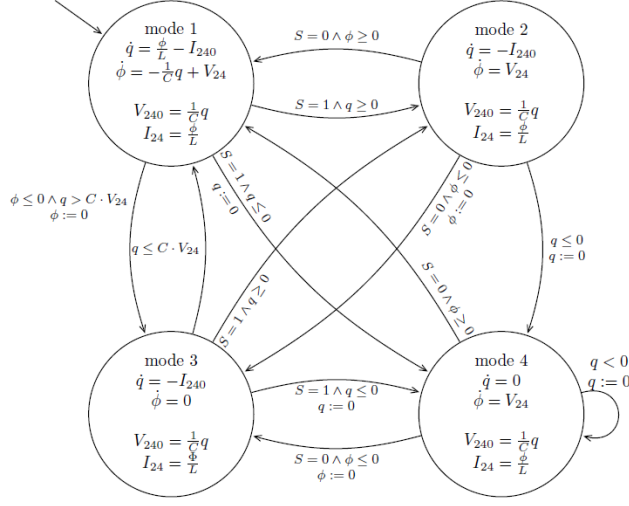 mode 1
q̇ = ϕ/L − I₂₄₀
ϕ̇ = −1/C q + V₂₄
V₂₄₀ = 1/C q
I₂₄ = ϕ/L
S = 0 ∧ ϕ ≥ 0
S = 1 ∧ q ≥ 0
mode 2
q̇ = −I₂₄₀
ϕ̇ = V₂₄
V₂₄₀ = 1/C q
I₂₄ = ϕ/L
ϕ ≤ 0 ∧ q > C · V₂₄
ϕ := 0
q ≤ C · V₂₄
S = 1 ∧ q ≤ 0
q := 0
S = 0 ∧ ϕ ≤ 0
ϕ := 0
q ≤ 0
q := 0
S = 1 ∧ q ≥ 0
S = 0 ∧ ϕ ≥ 0
mode 3
q̇ = −I₂₄₀
ϕ̇ = 0
V₂₄₀ = 1/C q
I₂₄ = Φ/L
S = 1 ∧ q ≤ 0
q := 0
S = 0 ∧ ϕ ≤ 0
ϕ := 0
mode 4
q̇ = 0
ϕ̇ = V₂₄
V₂₄₀ = 1/C q
I₂₄ = ϕ/L
q < 0
q := 0